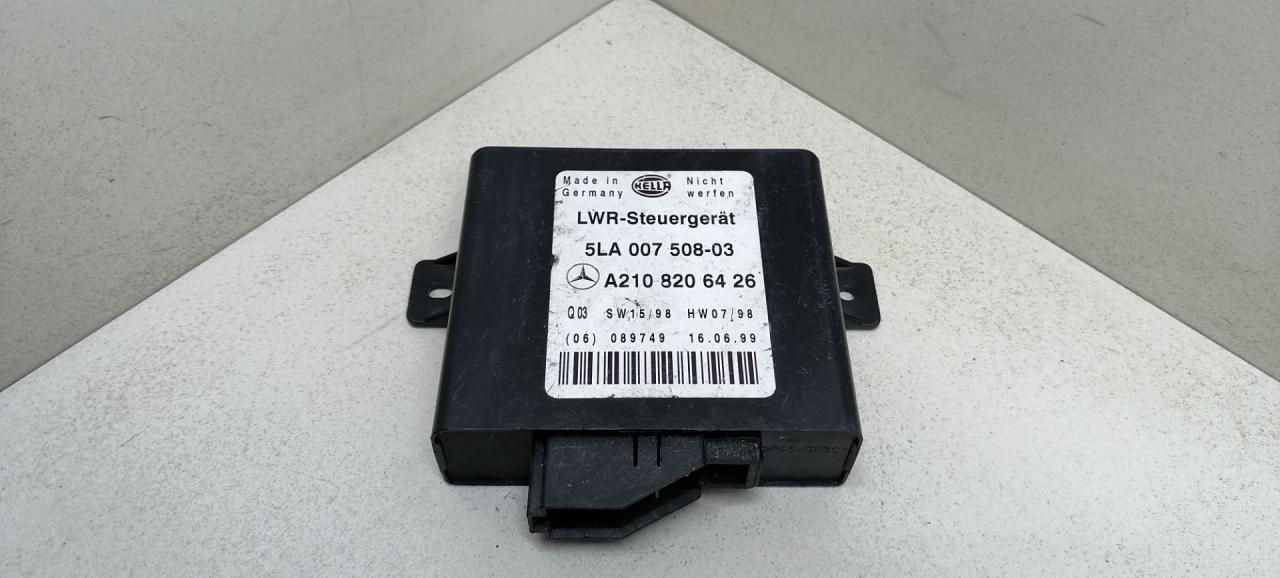 Made in Germany
HELLA
Nicht werfen
LWR-Steuergerät
5LA 007 508-03
A210 820 64 26
Q03 SW15/98 HW07/98
(06) 089749 16.06.99